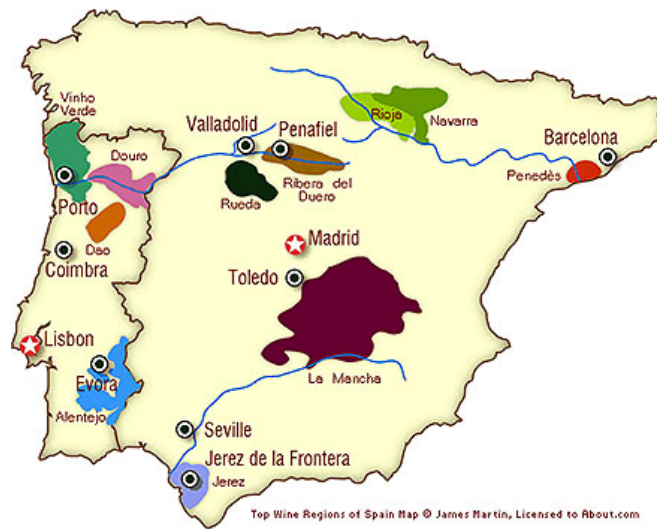 Vinho
Verde
Douro
Porto
Dao
Coimbra
Lisbon
Evora
Alentejo
Valladolid
Penafiel
Rueda
Ribera del
Duero
Rioja
Navarra
Barcelona
Penedès
Madrid
Toledo
La Mancha
Seville
Jerez de la Frontera
Jerez
Top Wine Regions of Spain Map © James Martin, Licensed to About.com